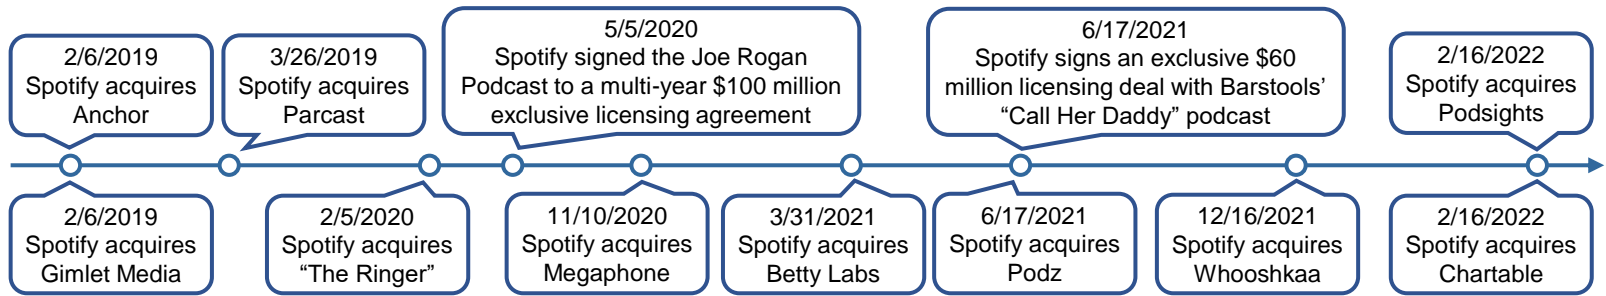 2/6/2019
Spotify acquires
Anchor
3/26/2019
Spotify acquires
Parcast
5/5/2020
Spotify signed the Joe Rogan
Podcast to a multi-year $100 million
exclusive licensing agreement
6/17/2021
Spotify signs an exclusive $60
million licensing deal with Barstools’
“Call Her Daddy” podcast
2/16/2022
Spotify acquires
Podsights
2/6/2019
Spotify acquires
Gimlet Media
2/5/2020
Spotify acquires
“The Ringer”
11/10/2020
Spotify acquires
Megaphone
3/31/2021
Spotify acquires
Betty Labs
6/17/2021
Spotify acquires
Podz
12/16/2021
Spotify acquires
Whooshkaa
2/16/2022
Spotify acquires
Chartable